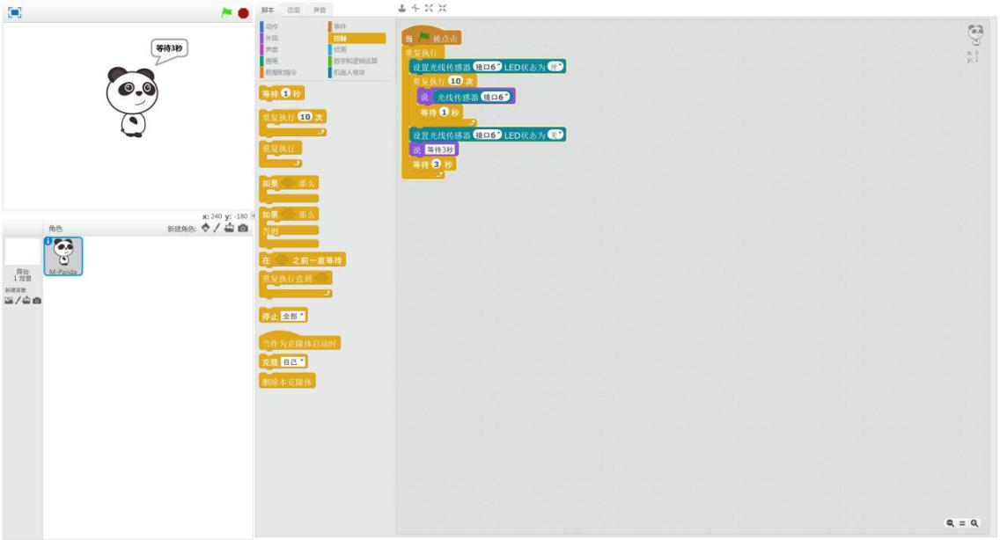 脚本 造型 声音
等待3秒
x: 240 y: -180
角色
新建角色:
舞台
1 背景
新建背景
M-Panda
动作 事件
外观 控制
声音 侦测
画笔 数字和逻辑运算
数据和指令 机器人模块
等待 1 秒
重复执行 10 次
重复执行
如果 那么
如果 那么
否则
在 之前一直等待
重复执行直到
停止 全部
当作为克隆体启动时
克隆 自己
删除本克隆体
当 被点击
重复执行
设置光线传感器 接口6 LED状态为 开
重复执行 10 次
说 光线传感器 接口6
等待 1 秒
设置光线传感器 接口6 LED状态为 关
说 等待3秒
等待 3 秒
x: 6
y: 1